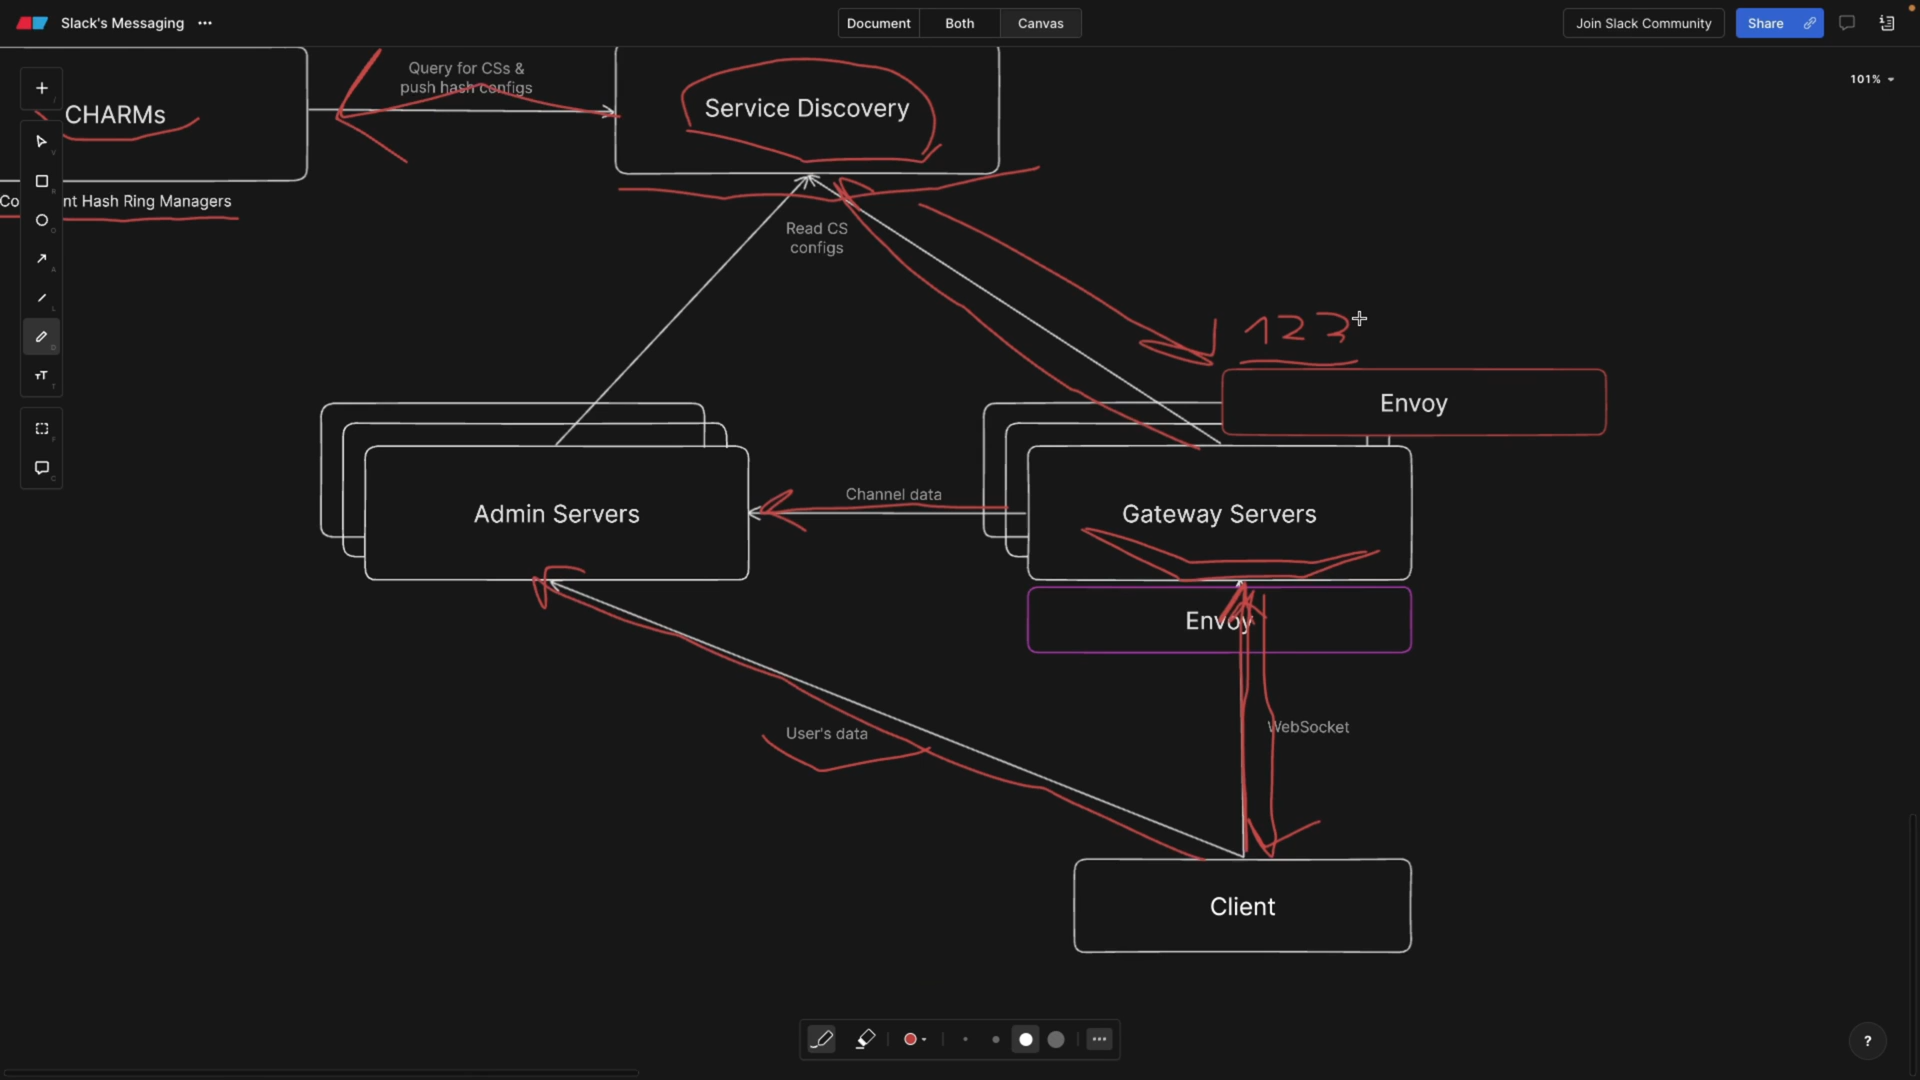 Slack's Messaging
Document
Both
Canvas
Join Slack Community
Share
101%
CHARMs
Query for CSs &
push hash configs
Service Discovery
Co nt Hash Ring Managers
Read CS
configs
123
Envoy
Admin Servers
Channel data
Gateway Servers
Envoy
User's data
WebSocket
Client
?